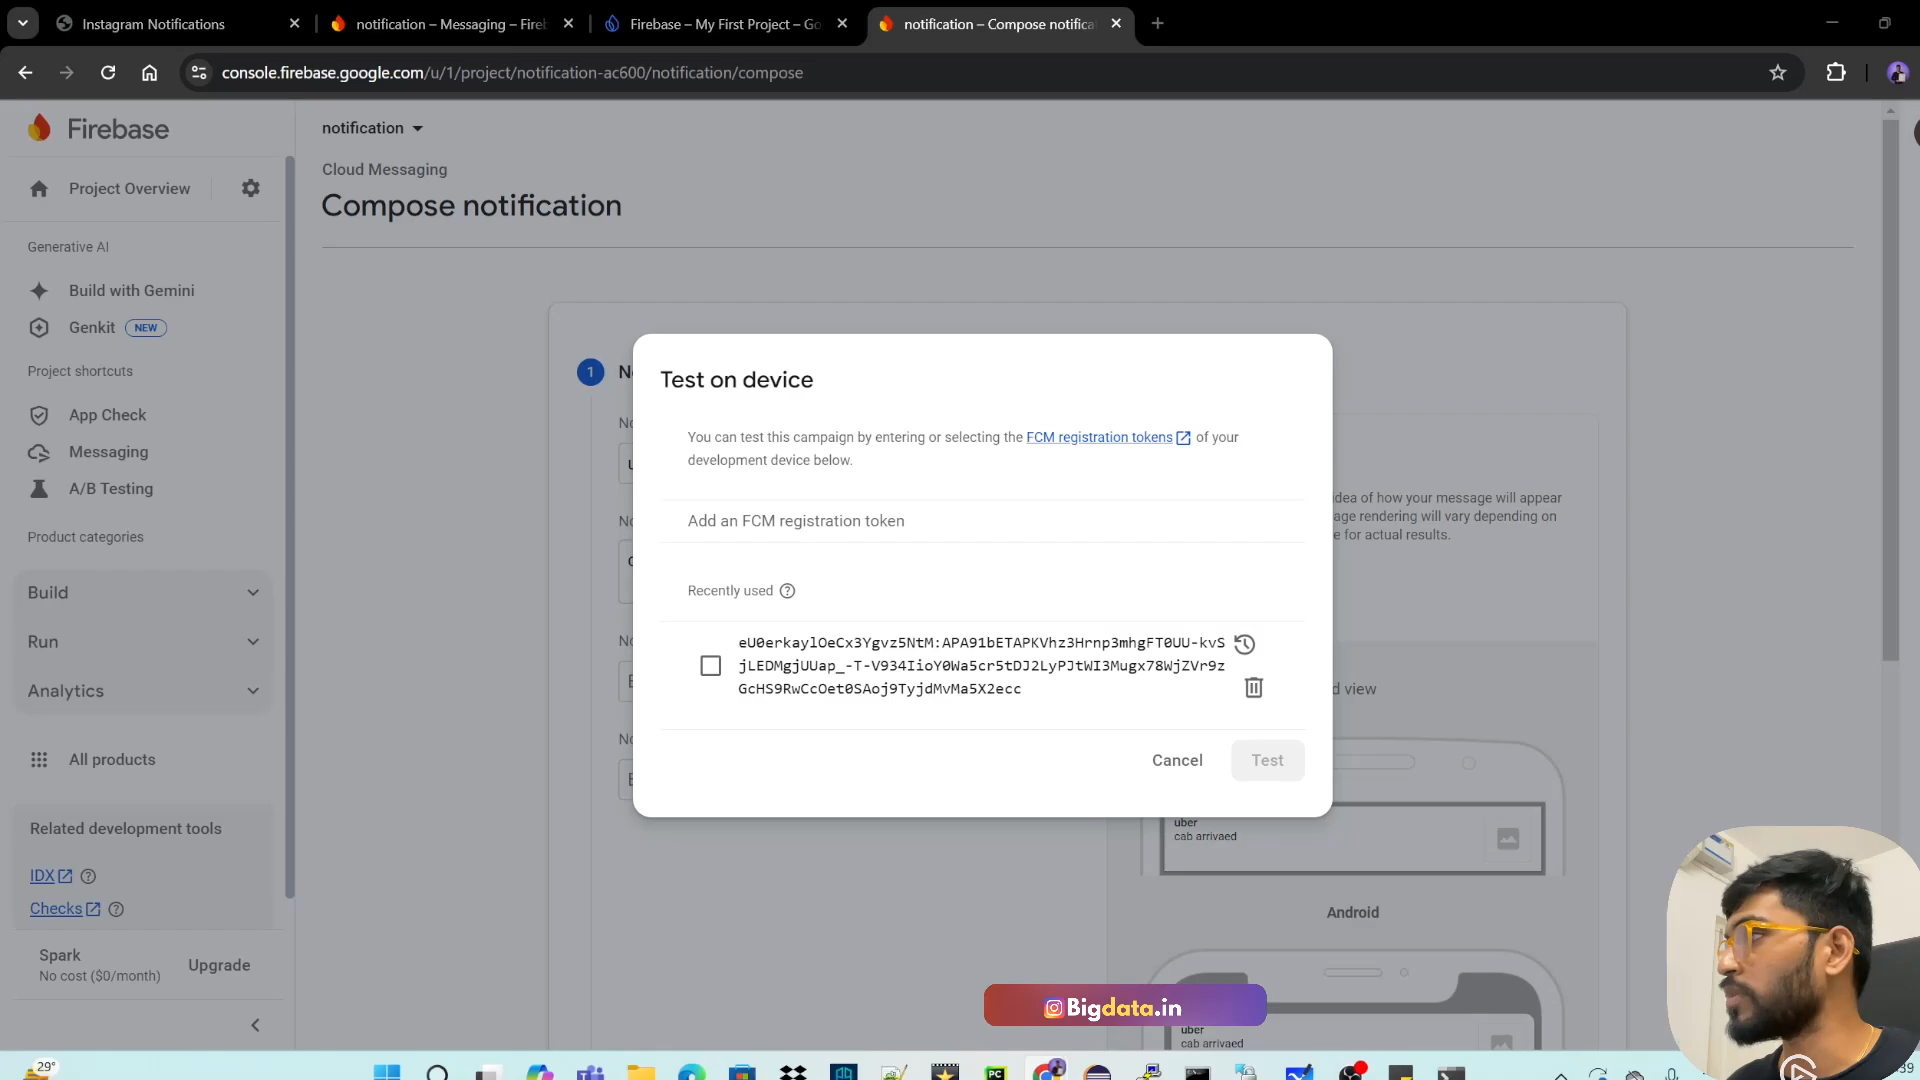 Instagram Notifications
notification – Messaging – Fireb
Firebase – My First Project – Go
notification – Compose notifica
console.firebase.google.com/u/1/project/notification-ac600/notification/compose
Firebase
notification
Project Overview
Cloud Messaging
Compose notification
Generative AI
Build with Gemini
Genkit NEW
Project shortcuts
App Check
Messaging
A/B Testing
Product categories
Build
Run
Analytics
All products
Related development tools
IDX
Checks
Spark
No cost ($0/month)
Upgrade
1
Test on device
You can test this campaign by entering or selecting the FCM registration tokens of your
development device below.
Add an FCM registration token
Recently used
eU0erkaylOeCx3Ygvz5NtM:APA91bETAPKVhz3Hrnp3mhgFT0UU-kvS
jLEDMgjUUap_-T-V934IioY0Wa5cr5tDJ2LyPJtWI3Mugx78WjZVr9z
GcHS9RwCcOet0SAoj9TyjdMvMa5X2ecc
Cancel
Test
idea of how your message will appear
age rendering will vary depending on
e for actual results.
d view
uber
cab arrivaed
Android
uber
cab arrivaed
Bigdata.in
29°
PC